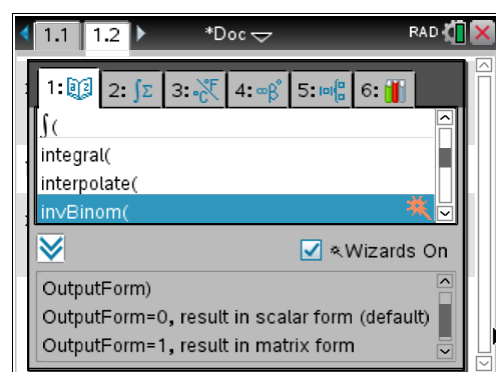 1.1 1.2 *Doc RAD
1: 2: ∫Σ 3: °C°F 4: ∞β° 5: 6:
∫(
integral(
interpolate(
invBinom(
Wizards On
OutputForm)
OutputForm=0, result in scalar form (default)
OutputForm=1, result in matrix form